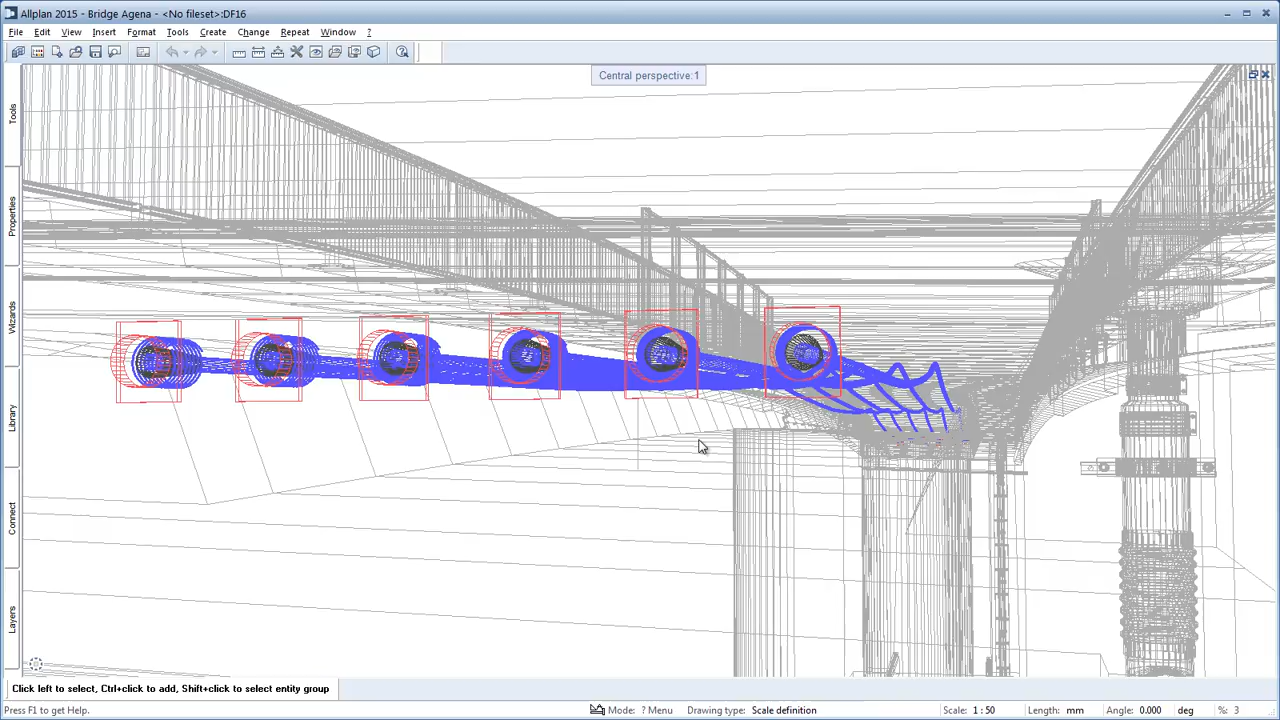 Allplan 2015 - Bridge Agena - <No fileset>:DF16
File Edit View Insert Format Tools Create Change Repeat Window ?
Central perspective:1
Tools
Properties
Wizards
Library
Connect
Layers
Click left to select, Ctrl+click to add, Shift+click to select entity group
Press F1 to get Help. Mode: ? Menu Drawing type: Scale definition Scale: 1 : 50 Length: mm Angle: 0.000 deg %: 3